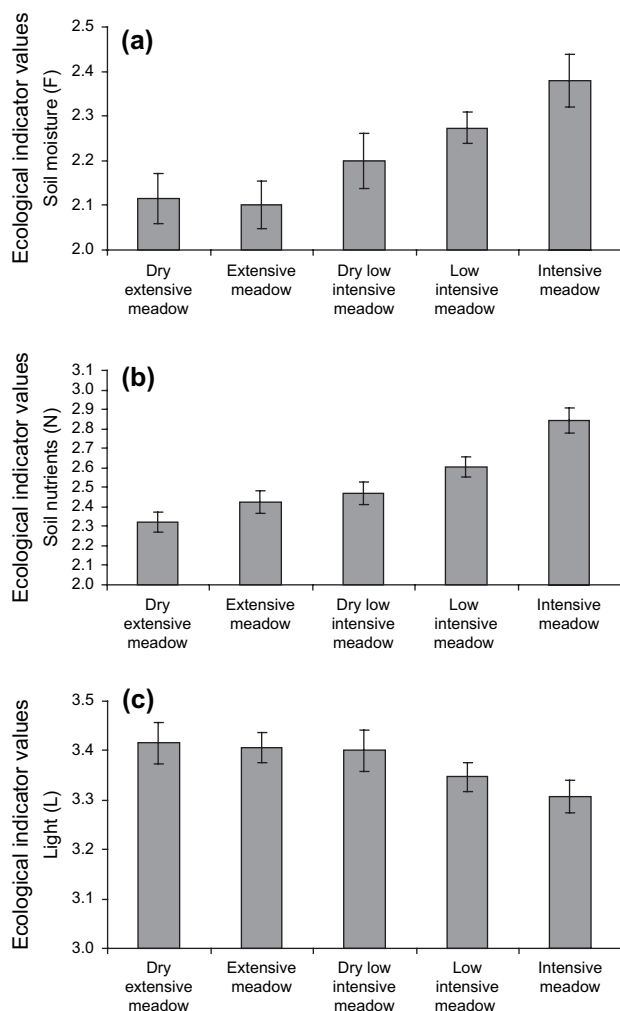 (a)
Ecological indicator values
Soil moisture (F)
2.5
2.4
2.3
2.2
2.1
2.0
Dry
extensive
meadow
Extensive
meadow
Dry low
intensive
meadow
Low
intensive
meadow
Intensive
meadow
(b)
Ecological indicator values
Soil nutrients (N)
3.1
3.0
2.9
2.8
2.7
2.6
2.5
2.4
2.3
2.2
2.1
2.0
Dry
extensive
meadow
Extensive
meadow
Dry low
intensive
meadow
Low
intensive
meadow
Intensive
meadow
(c)
Ecological indicator values
Light (L)
3.5
3.4
3.3
3.2
3.1
3.0
Dry
extensive
meadow
Extensive
meadow
Dry low
intensive
meadow
Low
intensive
meadow
Intensive
meadow